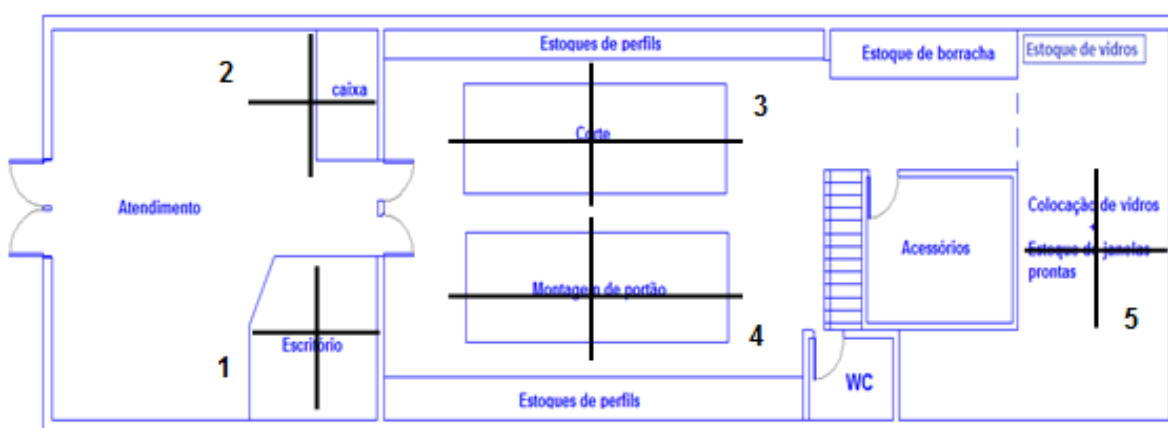 Estoques de perfils
Estoque de borracha
Estoque de vidros
2
caixa
3
Corte
Atendimento
Colocação de vidros
+
Estoque de janelas
prontas
Acessórios
Montagem de portão
1
Escritório
4
5
WC
Estoques de perfils